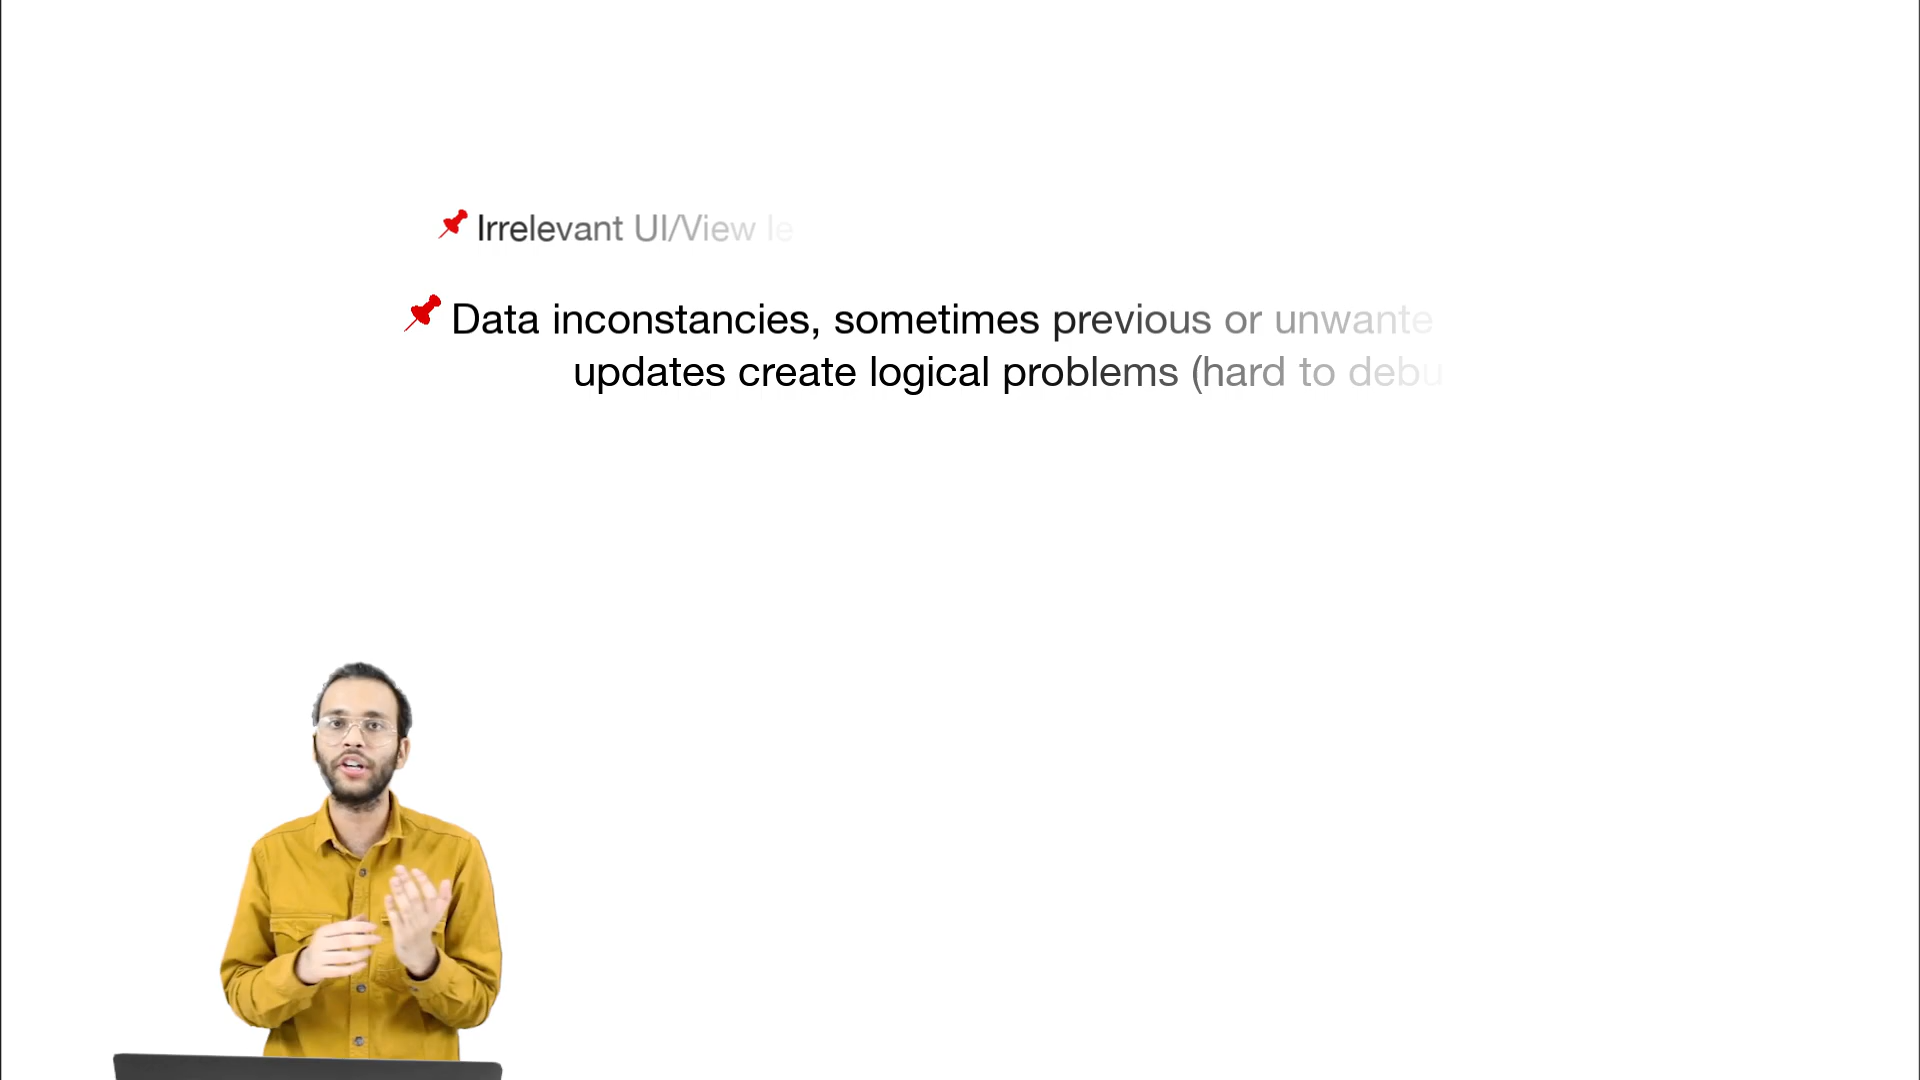 Irrelevant UI/View
Data inconstancies, sometimes previous or
updates create logical problems (hard to